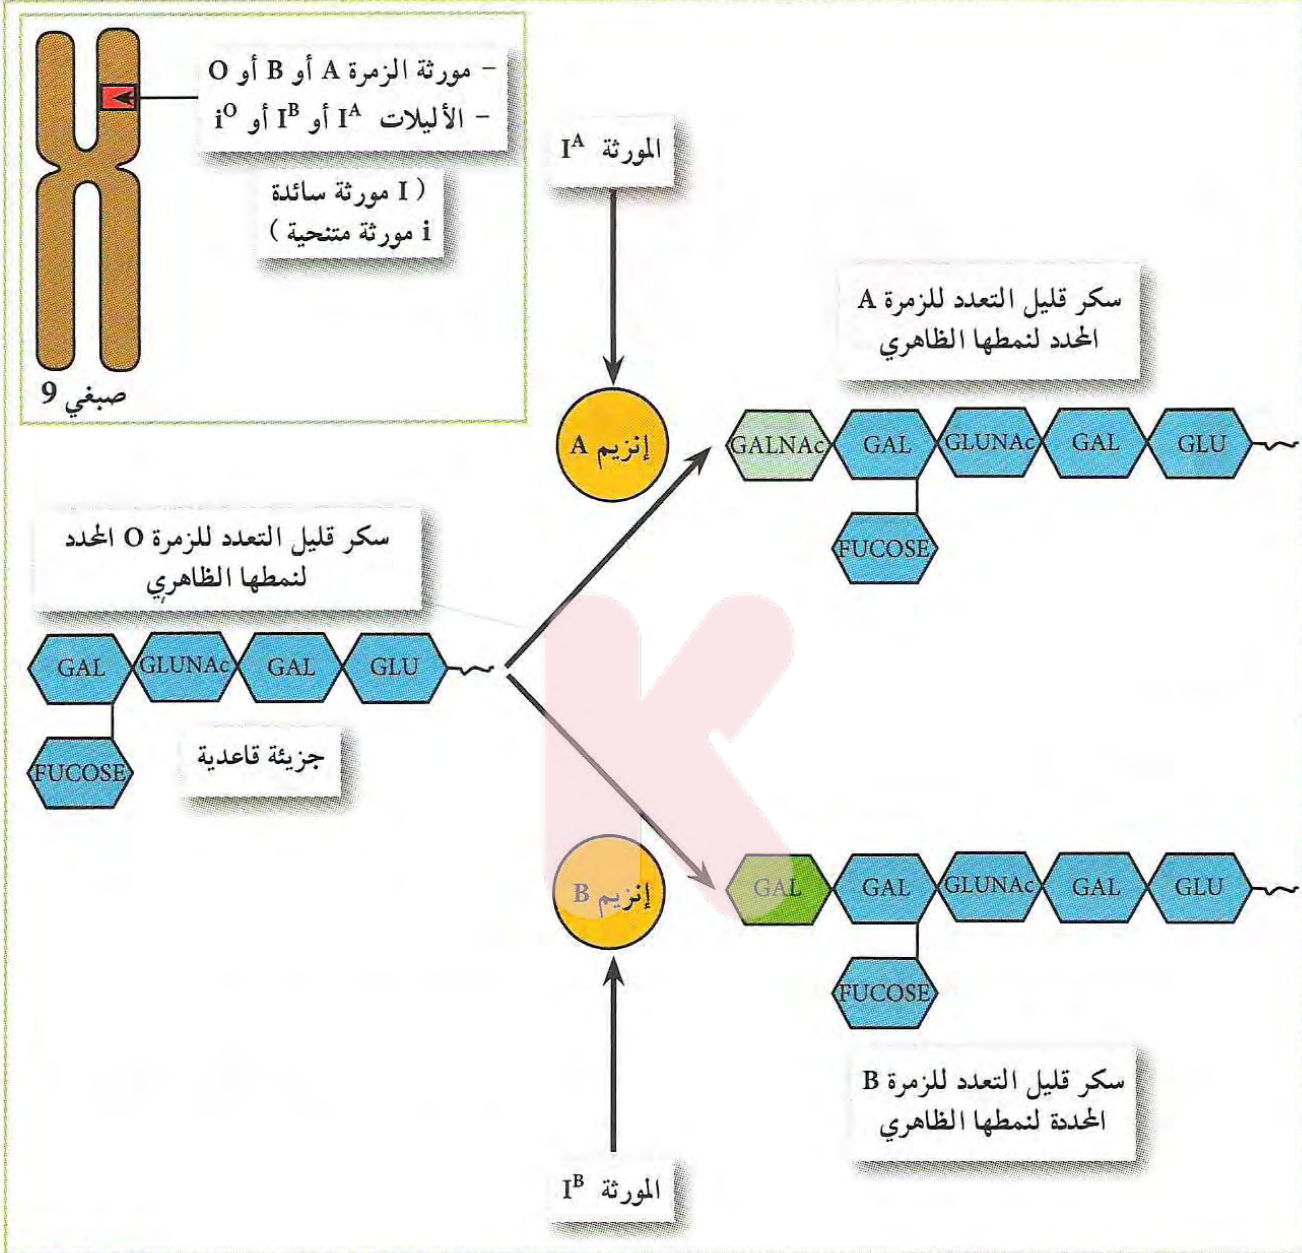 - مورثة الزمرة A أو B أو O
- الأليلات I^A أو I^B أو i^O
( I مورثة سائدة
i مورثة متنحية )
صبغي 9
المورثة I^A
سكر قليل التعدد للزمرة A
المحدد لنمطها الظاهري
إنزيم A
GALNAc GAL GLUNAc GAL GLU
FUCOSE
سكر قليل التعدد للزمرة O المحدد
لنمطها الظاهري
GAL GLUNAc GAL GLU
FUCOSE
جزيئة قاعدية
إنزيم B
GAL GAL GLUNAc GAL GLU
FUCOSE
سكر قليل التعدد للزمرة B
المحددة لنمطها الظاهري
المورثة I^B